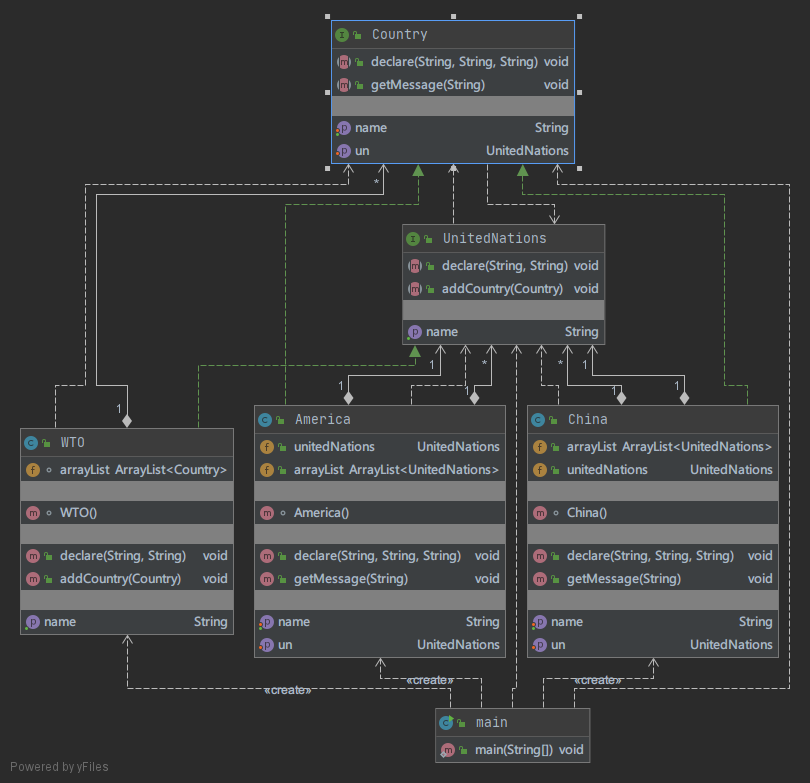 Country
declare(String, String, String) void
getMessage(String) void
name String
un UnitedNations
*
UnitedNations
declare(String, String) void
addCountry(Country) void
name String
1 * * 1
1 1 1 1 1
WTO
arrayList ArrayList<Country>
WTO()
declare(String, String) void
addCountry(Country) void
name String
America
unitedNations UnitedNations
arrayList ArrayList<UnitedNations>
America()
declare(String, String, String) void
getMessage(String) void
name String
un UnitedNations
China
arrayList ArrayList<UnitedNations>
unitedNations UnitedNations
China()
declare(String, String, String) void
getMessage(String) void
name String
un UnitedNations
«create»
«create»
«create»
main
main(String[]) void
Powered by yFiles